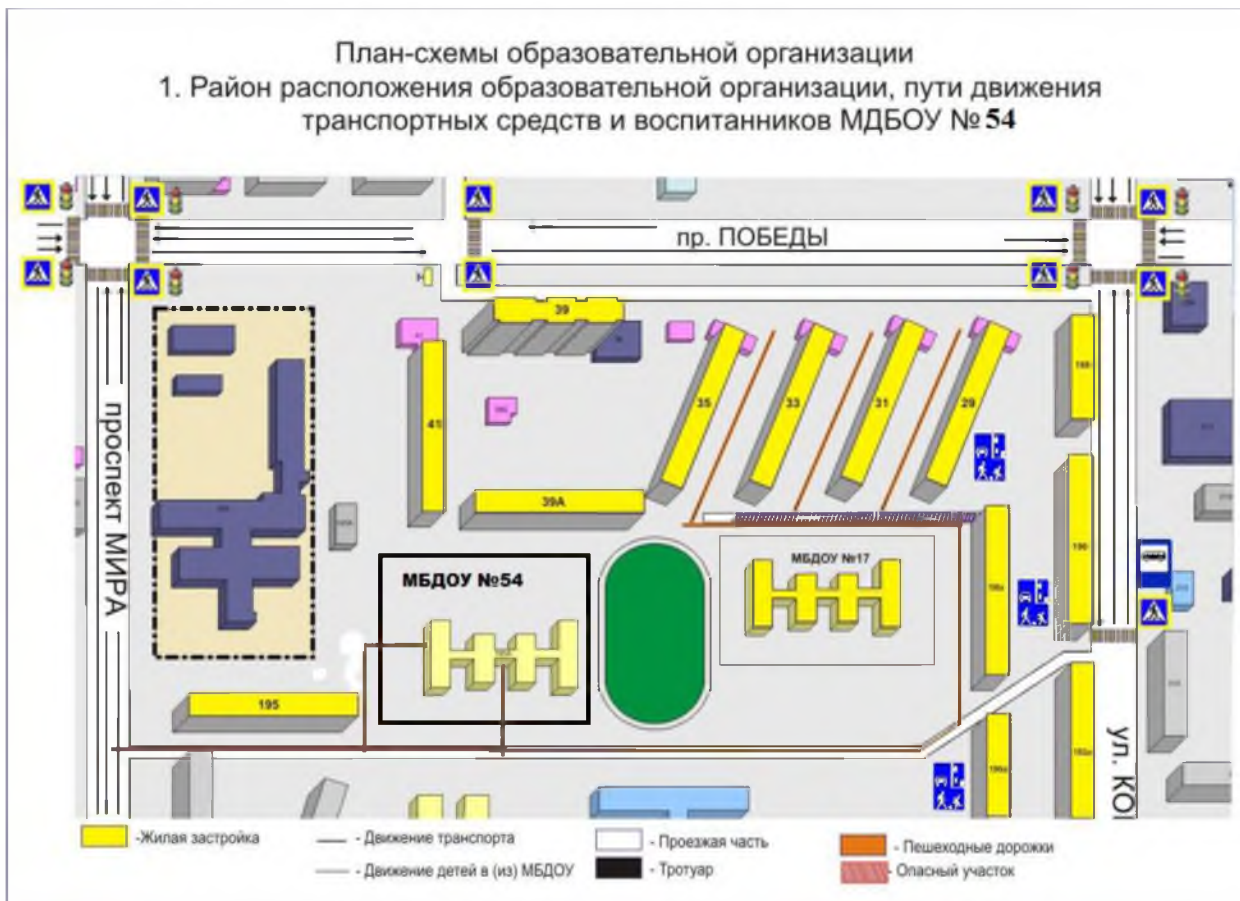 План-схемы образовательной организации
1. Район расположения образовательной организации, пути движения
транспортных средств и воспитанников МДБОУ № 54
пр. ПОБЕДЫ
39
35
33
31
29
41
39А
проспект МИРА
196
МБДОУ №54
МБДОУ №17
195
ул. КО
-Жилая застройка
- Движение транспорта
- Проезжая часть
- Пешеходные дорожки
- Движение детей в (из) МБДОУ
- Тротуар
- Опасный участок